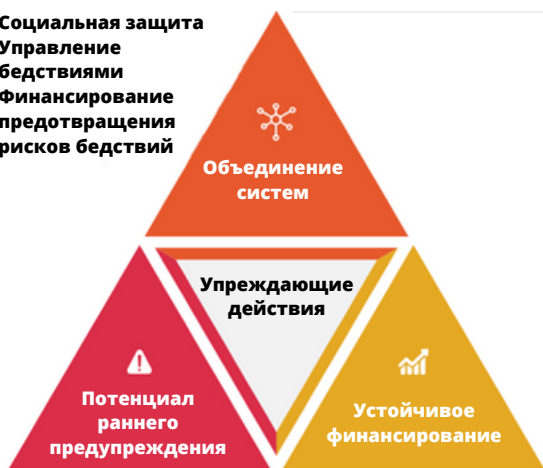 Социальная защита
Управление
бедствиями
Финансирование
предотвращения
рисков бедствий
Объединение
систем
Упреждающие
действия
Потенциал
раннего
предупреждения
Устойчивое
финансирование